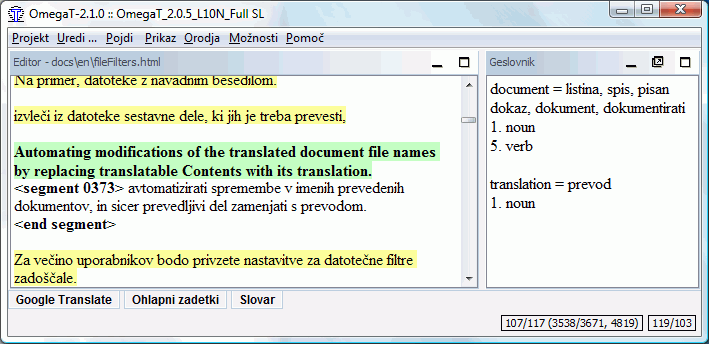 OmegaT-2.1.0 :: OmegaT_2.0.5_L10N_Full SL
Projekt Uredi ... Pojdi Prikaz Orodja Možnosti Pomoč
Editor - docs\en\fileFilters.html
Na primer, datoteke z navadnim besedilom.
izvleči iz datoteke sestavne dele, ki jih je treba prevesti,
Automating modifications of the translated document file names
by replacing translatable Contents with its translation.
<segment 0373> avtomatizirati spremembe v imenih prevedenih
dokumentov, in sicer prevedljivi del zamenjati s prevodom.
<end segment>
Za večino uporabnikov bodo privzete nastavitve za datotečne filtre
zadoščale.
Geslovnik
document = listina, spis, pisan
dokaz, dokument, dokumentirati
1. noun
5. verb
translation = prevod
1. noun
Google Translate Ohlapni zadetki Slovar
107/117 (3538/3671, 4819) 119/103